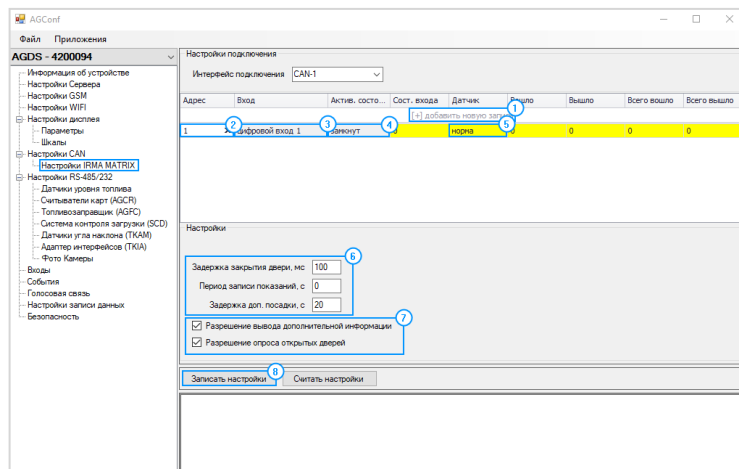 AGConf
Файл Приложения
AGDS - 4200094
Информация об устройстве
Настройки Сервера
Настройки GSM
Настройки WIFI
Настройки дисплея
Параметры
Шкалы
Настройки CAN
Настройки IRMA MATRIX
Настройки RS-485/232
Датчики уровня топлива
Считыватели карт (AGCR)
Топливозаправщик (AGFC)
Система контроля загрузки (SCD)
Датчики угла наклона (TKAM)
Адаптер интерфейсов (TKIA)
Фото Камеры
Входы
События
Голосовая связь
Настройки записи данных
Безопасность
Настройки подключения
Интерфейс подключения CAN-1
Адрес Вход Актив. состо... Сост. входа Датчик Вышло Всего вошло Всего вышло
1
[+] добавить новую
2 3 4 5
1 цифровой вход 1 замкнут норма 0 0 0
Настройки
6
Задержка закрытия двери, мс 100
Период записи показаний, с 0
Задержка доп. посадки, с 20
7
Разрешение вывода дополнительной информации
Разрешение опроса открытых дверей
8
Записать настройки Считать настройки